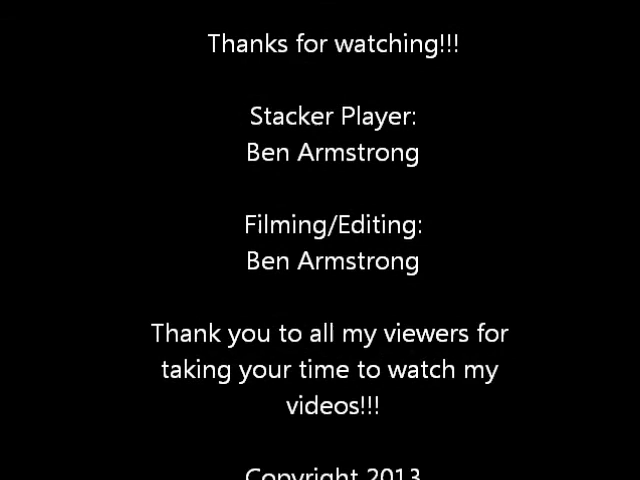 Thanks for watching!!!
Stacker Player:
Ben Armstrong
Filming/Editing:
Ben Armstrong
Thank you to all my viewers for
taking your time to watch my
videos!!!
Copyright 2013